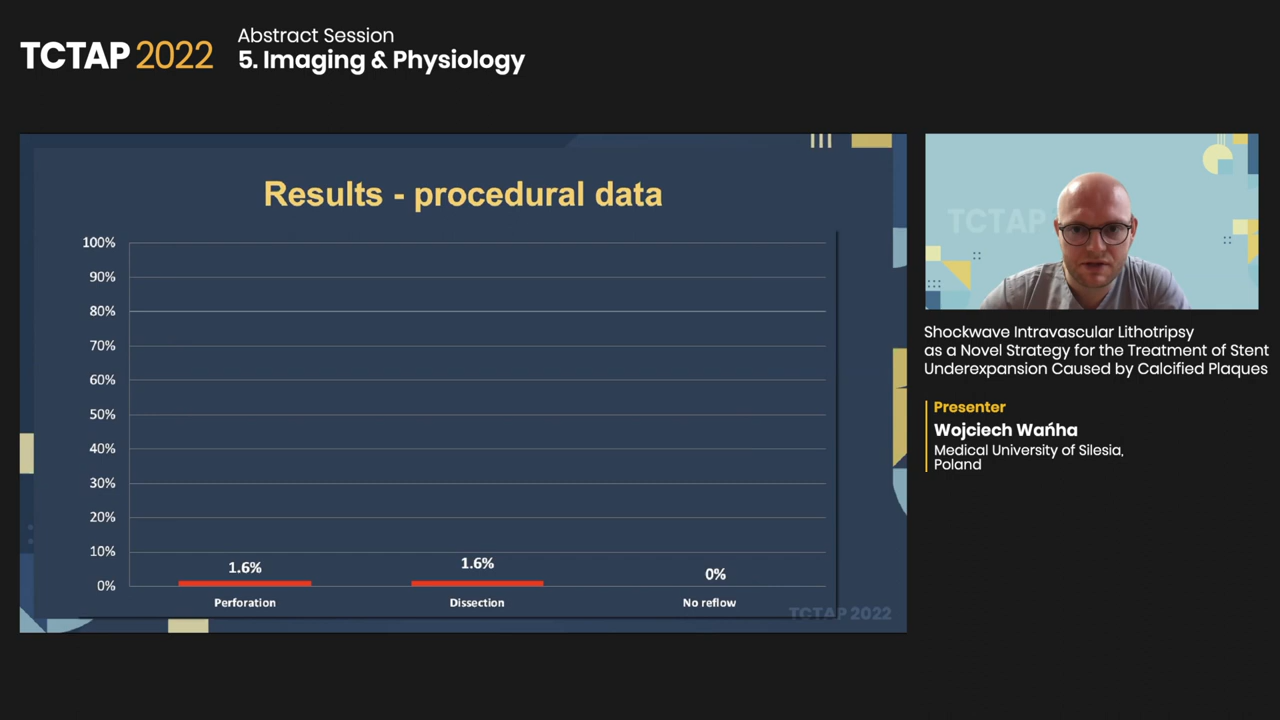 TCTAP 2022
Abstract Session
5. Imaging & Physiology
Results - procedural data
100%
90%
80%
70%
60%
50%
40%
30%
20%
10%
0%
1.6%
1.6%
0%
Perforation
Dissection
No reflow
TCTAP 2022
TCTAP
Shockwave Intravascular Lithotripsy
as a Novel Strategy for the Treatment of Stent
Underexpansion Caused by Calcified Plaques
Presenter
Wojciech Wańha
Medical University of Silesia,
Poland